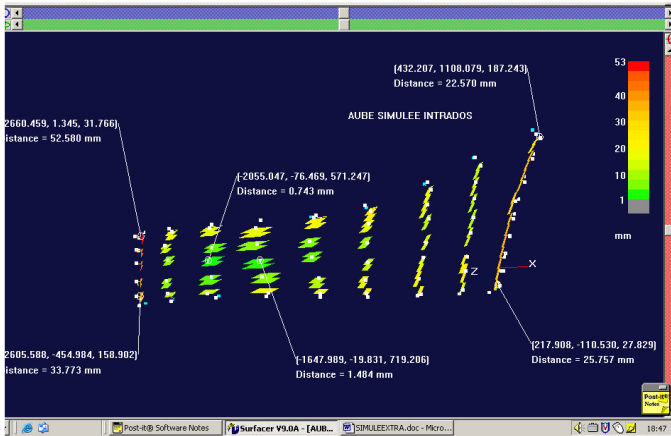 (432.207, 1108.079, 187.243)
Distance = 22.570 mm
53
40
30
20
10
1
mm
AUBE SIMULEE INTRADOS
2660.459, 1.345, 31.766)
istance = 52.580 mm
(-2055.047, -76.469, 571.247)
Distance = 0.743 mm
Z
X
2605.588, -454.984, 158.902)
istance = 33.773 mm
(-1647.989, -19.831, 719.206)
Distance = 1.484 mm
(217.908, -110.530, 27.829)
Distance = 25.757 mm
Post-it®
Notes
Post-it® Software Notes
Surfacer V9.0A - [AUB...
SIMULEEXTRA.doc - Micro...
18:47